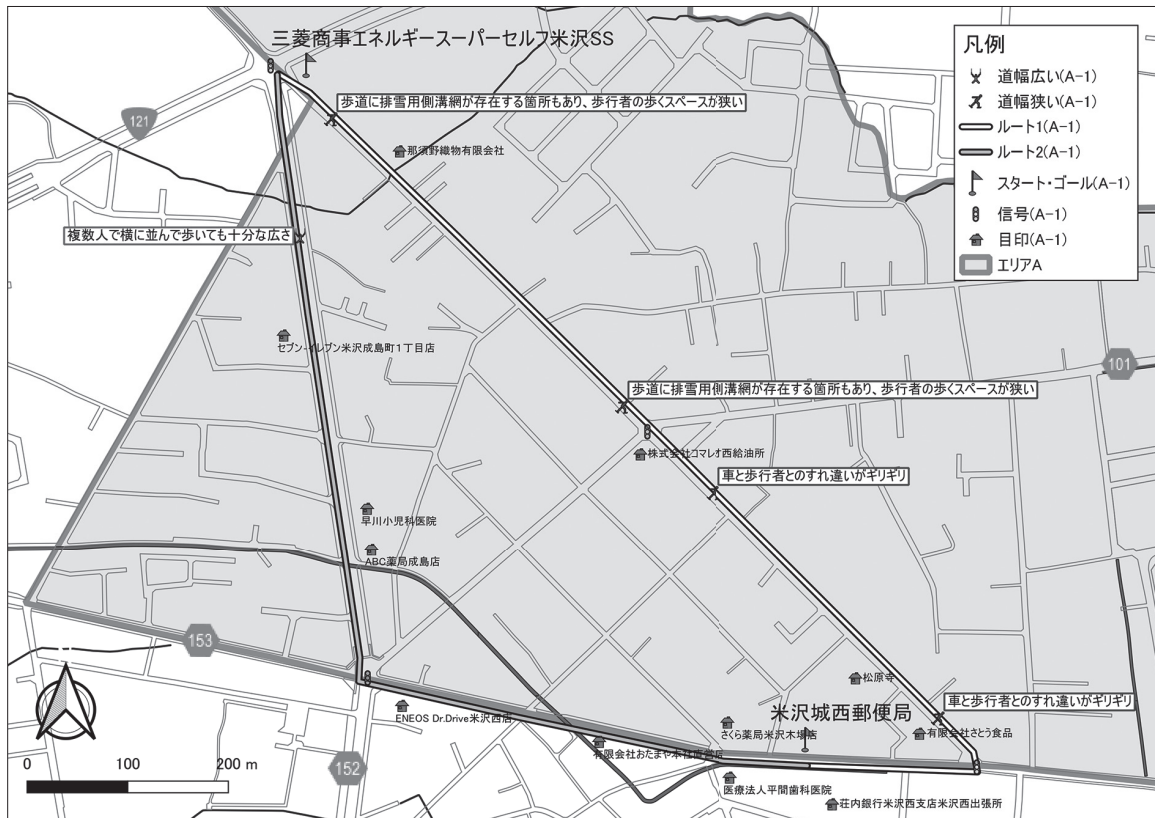 三菱商事エネルギースーパーセルフ米沢SS
凡例
道幅広い(A-1)
道幅狭い(A-1)
ルート1(A-1)
ルート2(A-1)
スタート・ゴール(A-1)
信号(A-1)
目印(A-1)
エリアA
121
歩道に排雪用側溝網が存在する箇所もあり、歩行者の歩くスペースが狭い
那須野織物有限会社
複数人で横に並んで歩いても十分な広さ
セブン-イレブン米沢成島町1丁目店
101
歩道に排雪用側溝網が存在する箇所もあり、歩行者の歩くスペースが狭い
株式会社コマレオ西給油所
車と歩行者とのすれ違いがギリギリ
早川小児科医院
ABC薬局成島店
153
松原寺
車と歩行者とのすれ違いがギリギリ
米沢城西郵便局
ENEOS Dr.Drive米沢西店
さくら薬局米沢木場店
有限会社さとう食品
有限会社おたまや本社直営店
152
医療法人平間歯科医院
荘内銀行米沢西支店米沢西出張所
0 100 200 m